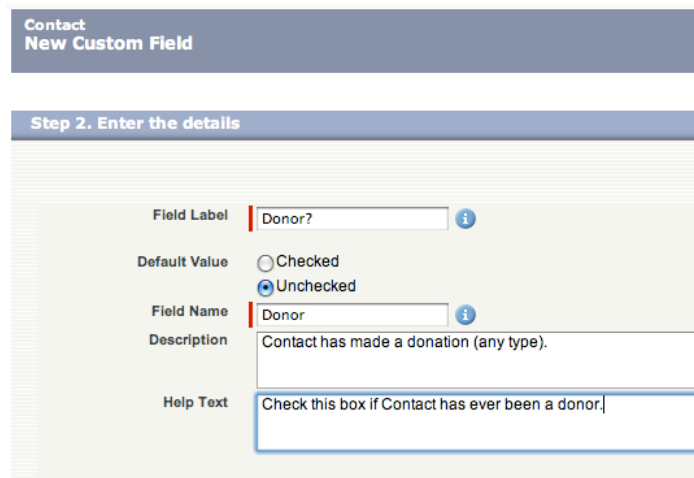 Contact
New Custom Field
Step 2. Enter the details
Field Label Donor?
Default Value Checked
Unchecked
Field Name Donor
Description Contact has made a donation (any type).
Help Text Check this box if Contact has ever been a donor.